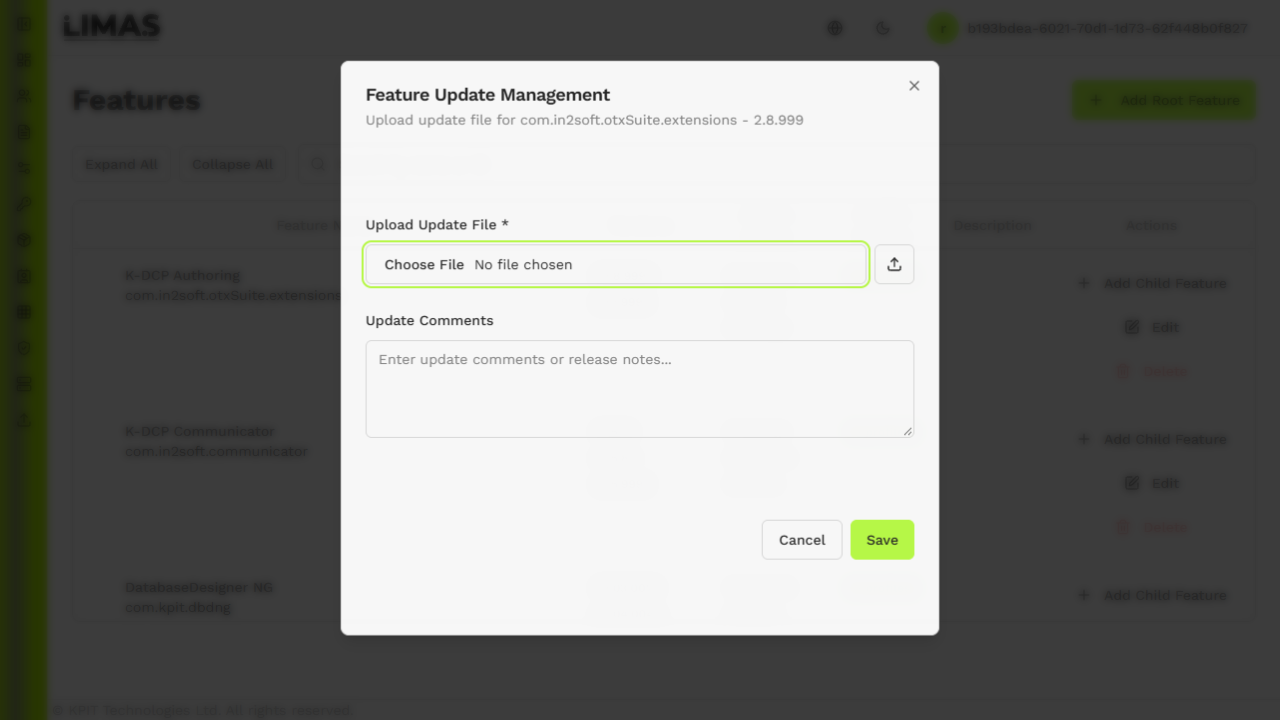 LIMAS
r b193bdea-6021-70d1-1d73-62f448b0f827
Features
Add Root Feature
Expand All
Collapse All
Description
Actions
K-DCP Authoring
com.in2soft.otxSuite.extensions
Add Child Feature
Edit
Delete
K-DCP Communicator
com.in2soft.communicator
Add Child Feature
Edit
Delete
DatabaseDesigner NG
com.kpit.dbdng
Add Child Feature
© KPIT Technologies Ltd. All rights reserved.
Feature Update Management
Upload update file for com.in2soft.otxSuite.extensions - 2.8.999
Upload Update File *
Choose File No file chosen
Update Comments
Enter update comments or release notes...
Cancel
Save